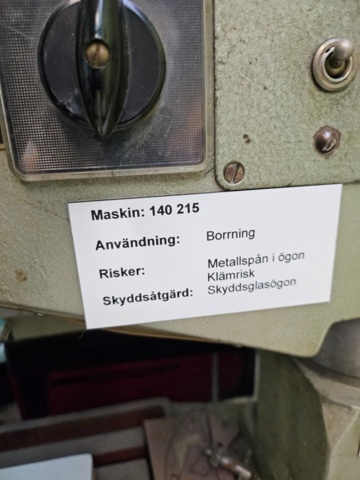 Maskin: 140 215
Användning: Borrning
Risker: Metallspån i ögon
Klämrisk
Skyddsåtgärd: Skyddsglasögon